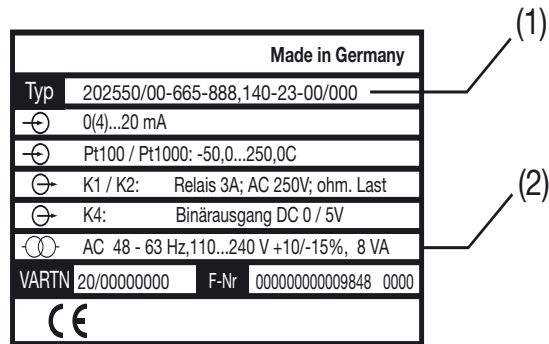 (1)
Made in Germany
Typ 202550/00-665-888,140-23-00/000
0(4)...20 mA
Pt100 / Pt1000: -50,0...250,0C
K1 / K2: Relais 3A; AC 250V; ohm. Last
(2)
K4: Binärausgang DC 0 / 5V
AC 48 - 63 Hz,110...240 V +10/-15%, 8 VA
VARTN 20/00000000 F-Nr 000000000009848 0000
CE